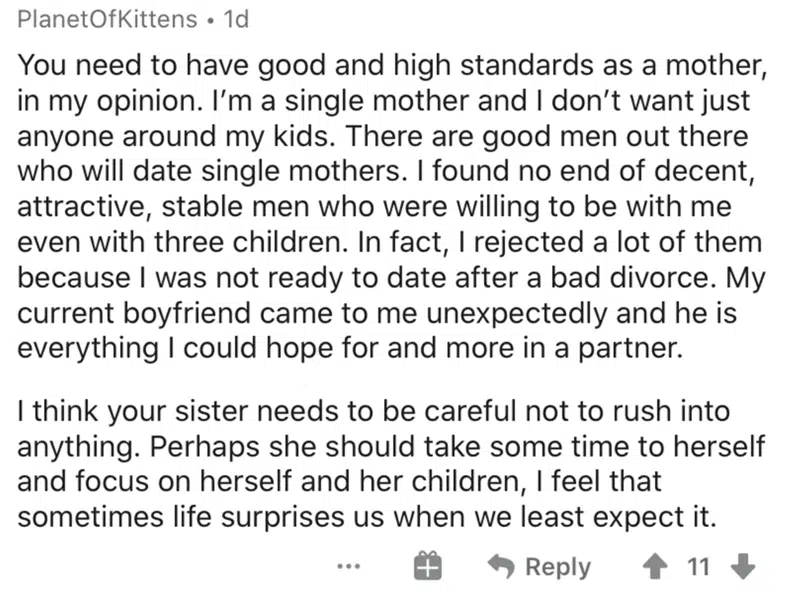 PlanetOfKittens • 1d
You need to have good and high standards as a mother,
in my opinion. I'm a single mother and I don't want just
anyone around my kids. There are good men out there
who will date single mothers. I found no end of decent,
attractive, stable men who were willing to be with me
even with three children. In fact, I rejected a lot of them
because I was not ready to date after a bad divorce. My
current boyfriend came to me unexpectedly and he is
everything I could hope for and more in a partner.
I think your sister needs to be careful not to rush into
anything. Perhaps she should take some time to herself
and focus on herself and her children, I feel that
sometimes life surprises us when we least expect it.
Reply 11